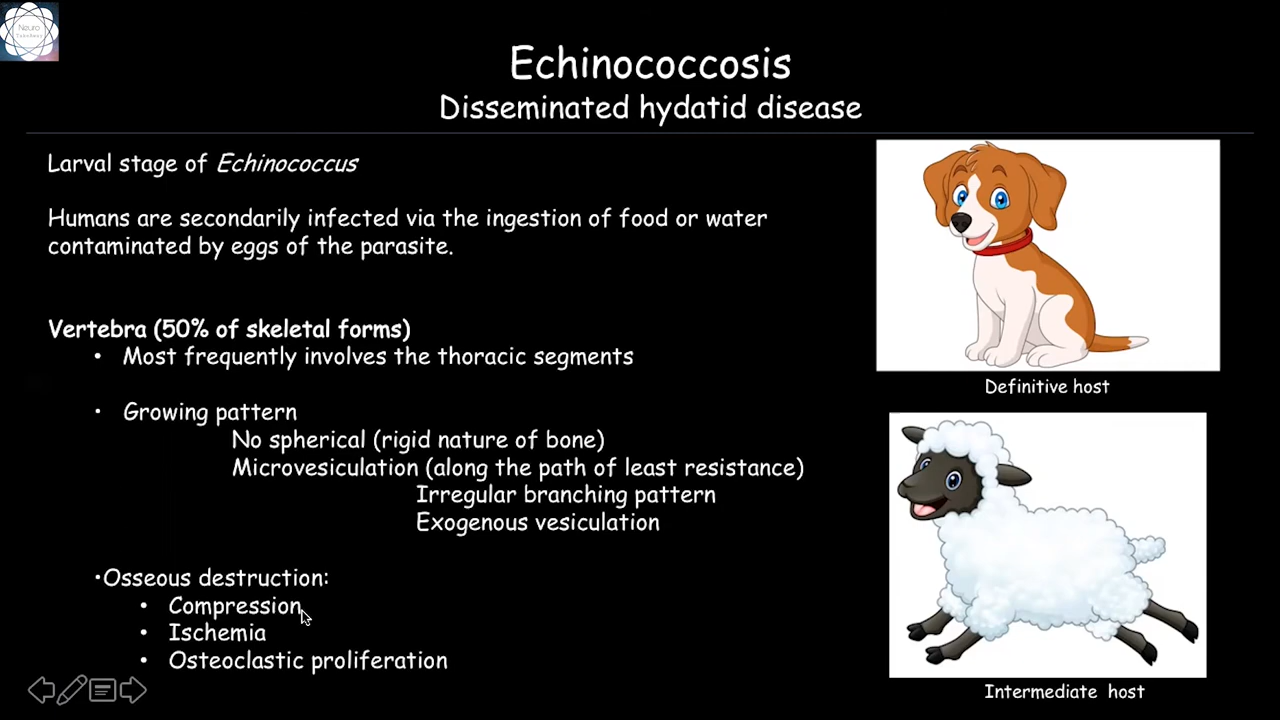 Neuro
Echinococcosis
Disseminated hydatid disease
Larval stage of Echinococcus
Humans are secondarily infected via the ingestion of food or water
contaminated by eggs of the parasite.
Vertebra (50% of skeletal forms)
• Most frequently involves the thoracic segments
• Growing pattern
No spherical (rigid nature of bone)
Microvesiculation (along the path of least resistance)
Irregular branching pattern
Exogenous vesiculation
•Osseous destruction:
• Compression
• Ischemia
• Osteoclastic proliferation
Definitive host
Intermediate host